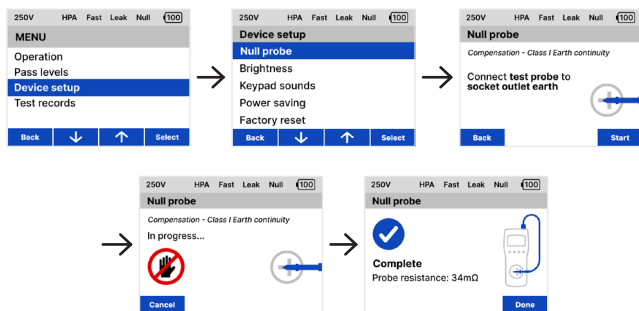 250V HPA Fast Leak Null 100
MENU
Operation
Pass levels
Device setup
Test records
Back Select
250V HPA Fast Leak Null 100
Device setup
Null probe
Brightness
Keypad sounds
Power saving
Factory reset
Back Select
250V HPA Fast Leak Null 100
Null probe
Compensation - Class I Earth continuity
Connect test probe to
socket outlet earth
Back Start
250V HPA Fast Leak Null 100
Null probe
Compensation - Class I Earth continuity
In progress...
Cancel
250V HPA Fast Leak Null 100
Null probe
Complete
Probe resistance: 34mΩ
Done